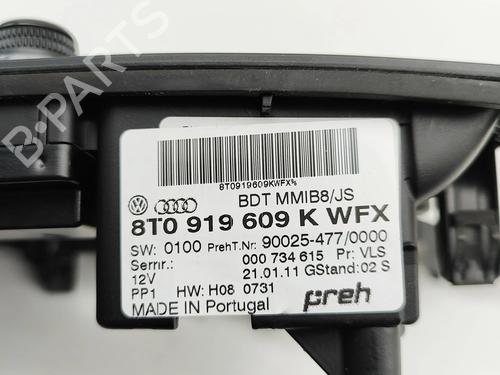 B-PARTS
8T0919609KWFX%
BDT MMIB8/JS
8T0 919 609 K WFX
SW: 0100 PrehT.Nr: 90025-477/0000
Sernr.: 000 734 615 Pr: VLS
12V 21.01.11 GStand: 02 S
PP1 HW: H08 0731
MADE IN Portugal preh